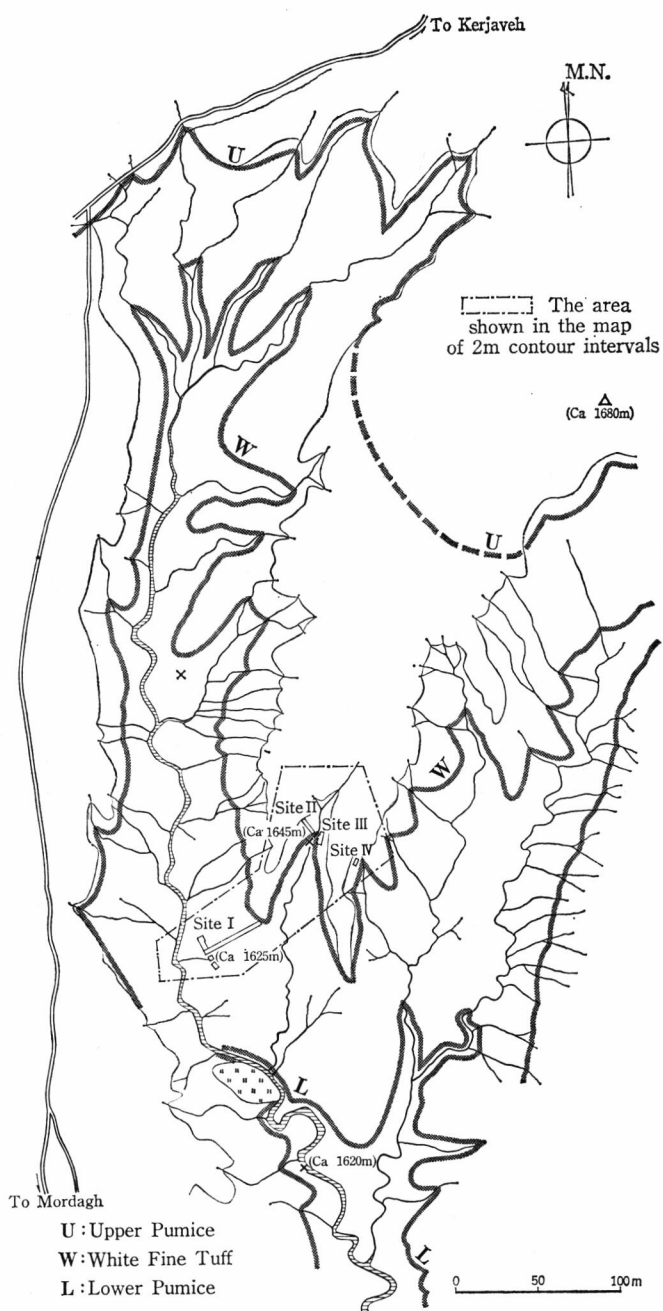 To Kerjaveh
M.N.
U
The area
shown in the map
of 2m contour intervals
(Ca 1680m)
W
U
W
Site II
(Ca 1645m)
Site III
Site IV
Site I
(Ca 1625m)
L
(Ca 1620m)
To Mordagh
L
U : Upper Pumice
W : White Fine Tuff
L : Lower Pumice
0 50 100m